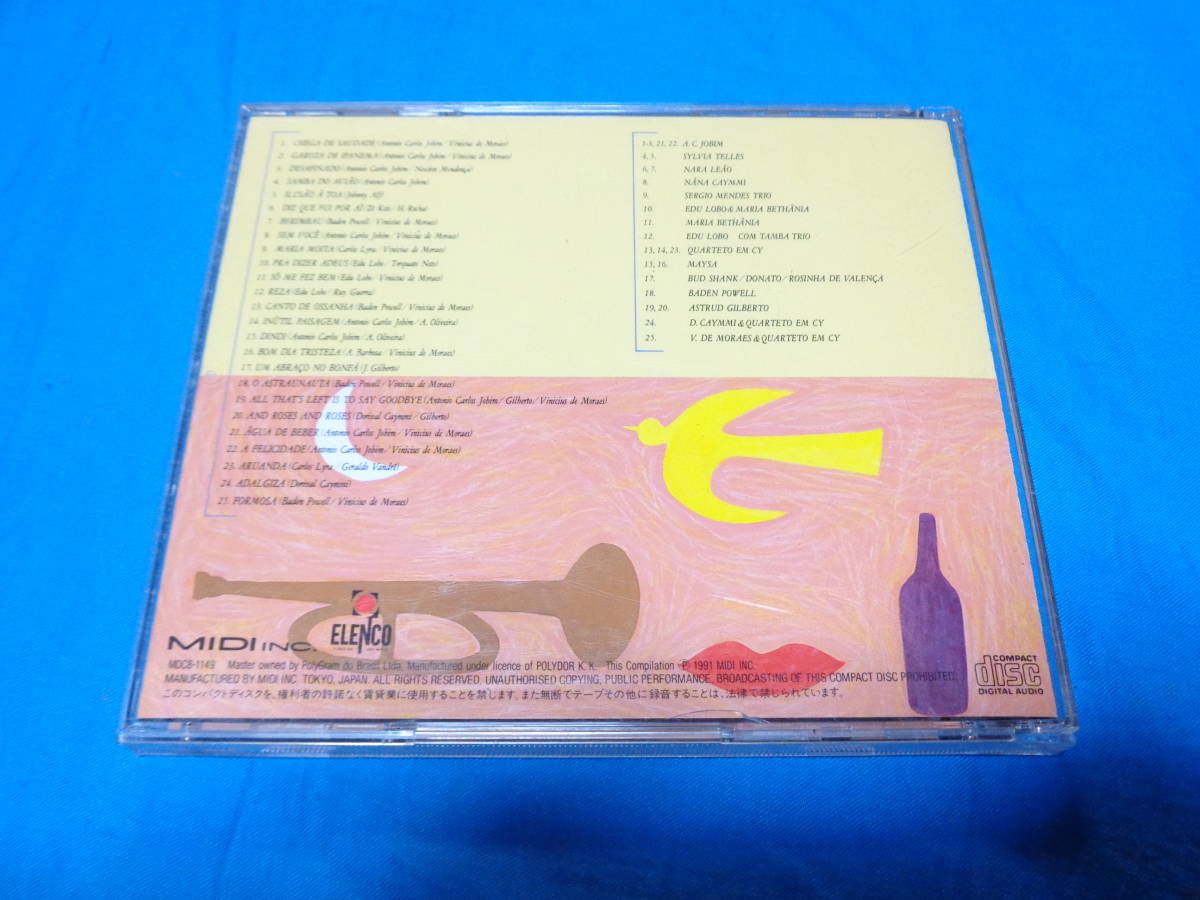 1. CHEGA DE SAUDADE (Antonio Carlos Jobim / Vinicius de Moraes)
2. GAROTA DE IPANEMA (Antonio Carlos Jobim / Vinicius de Moraes)
3. DESAFINADO (Antonio Carlos Jobim / Newton Mendonça)
4. SAMBA DO AVIÃO (Antonio Carlos Jobim)
5. ILUSÃO Á TOA (Johnny Alf)
6. DIZ QUE FUI POR AÍ (Zé Keti / H. Rocha)
7. BERIMBAU (Baden Powell / Vinicius de Moraes)
8. SEM VOCÊ (Antonio Carlos Jobim / Vinicius de Moraes)
9. MARIA MOITA (Carlos Lyra / Vinicius de Moraes)
10. PRA DIZER ADEUS (Edu Lobo / Torquato Neto)
11. SÓ ME FEZ BEM (Edu Lobo / Vinicius de Moraes)
12. REZA (Edu Lobo / Ruy Guerra)
13. CANTO DE OSSANHA (Baden Powell / Vinicius de Moraes)
14. INÚTIL PAISAGEM (Antonio Carlos Jobim / A. Oliveira)
15. DINDI (Antonio Carlos Jobim / A. Oliveira)
16. BOM DIA TRISTEZA (A. Barbosa / Vinicius de Moraes)
17. UM ABRAÇO NO BONFÁ (J. Gilberto)
18. O ASTRAUNAUTA (Baden Powell / Vinicius de Moraes)
19. ALL THAT'S LEFT IS TO SAY GOODBYE (Antonio Carlos Jobim / Gilberto / Vinicius de Moraes)
20. AND ROSES AND ROSES (Dorival Caymmi / Gilberto)
21. ÁGUA DE BEBER (Antonio Carlos Jobim / Vinicius de Moraes)
22. A FELICIDADE (Antonio Carlos Jobim / Vinicius de Moraes)
23. ARUANDA (Carlos Lyra / Geraldo Vandré)
24. ADALGIZA (Dorival Caymmi)
25. FORMOSA (Baden Powell / Vinicius de Moraes)
1-3, 21, 22. A. C. JOBIM
4, 5. SYLVIA TELLES
6, 7. NARA LEÃO
8. NÃNA CAYMMI
9. SERGIO MENDES TRIO
10. EDU LOBO & MARIA BETHÂNIA
11. MARIA BETHÂNIA
12. EDU LOBO COM TAMBA TRIO
13, 14, 23. QUARTETO EM CY
15, 16. MAYSA
17. BUD SHANK / DONATO / ROSINHA DE VALENÇA
18. BADEN POWELL
19, 20. ASTRUD GILBERTO
24. D. CAYMMI & QUARTETO EM CY
25. V. DE MORAES & QUARTETO EM CY
MIDI INC.
ELENCO
MDC8-1149 Master owned by PolyGram do Brasil Ltda. Manufactured under licence of POLYDOR K.K. This Compilation ℗ 1991 MIDI INC.
MANUFACTURED BY MIDI INC. TOKYO, JAPAN. ALL RIGHTS RESERVED. UNAUTHORISED COPYING, PUBLIC PERFORMANCE, BROADCASTING OF THIS COMPACT DISC PROHIBITED.
このコンパクトディスクを、権利者の許諾なく賃貸業に使用することを禁じます。また無断でテープその他に録音することは、法律で禁じられています。
COMPACT
disc
DIGITAL AUDIO